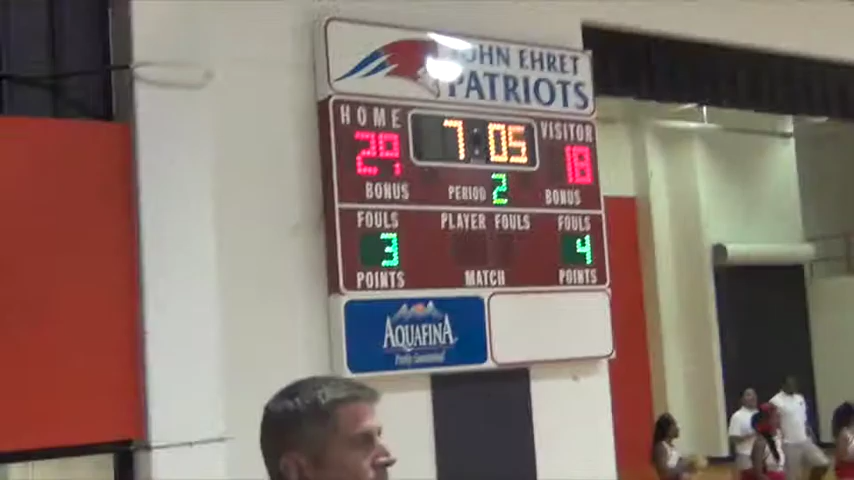 JOHN EHRET
PATRIOTS
HOME 7:05 VISITOR
29 18
BONUS PERIOD 2 BONUS
FOULS PLAYER FOULS FOULS
3 4
POINTS MATCH POINTS
AQUAFINA